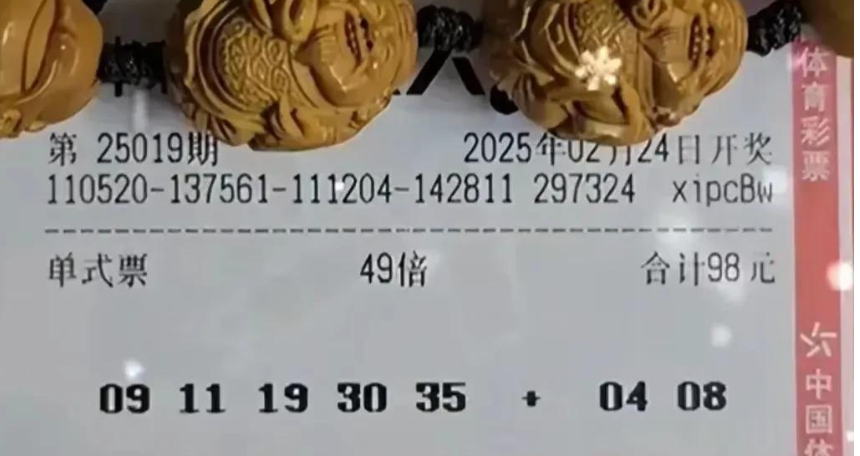 第 25019期 2025年02月24日开奖
110520-137561-111204-142811 297324 xipcBw
单式票 49倍 合计98元
09 11 19 30 35 + 04 08
体育彩票
中国体